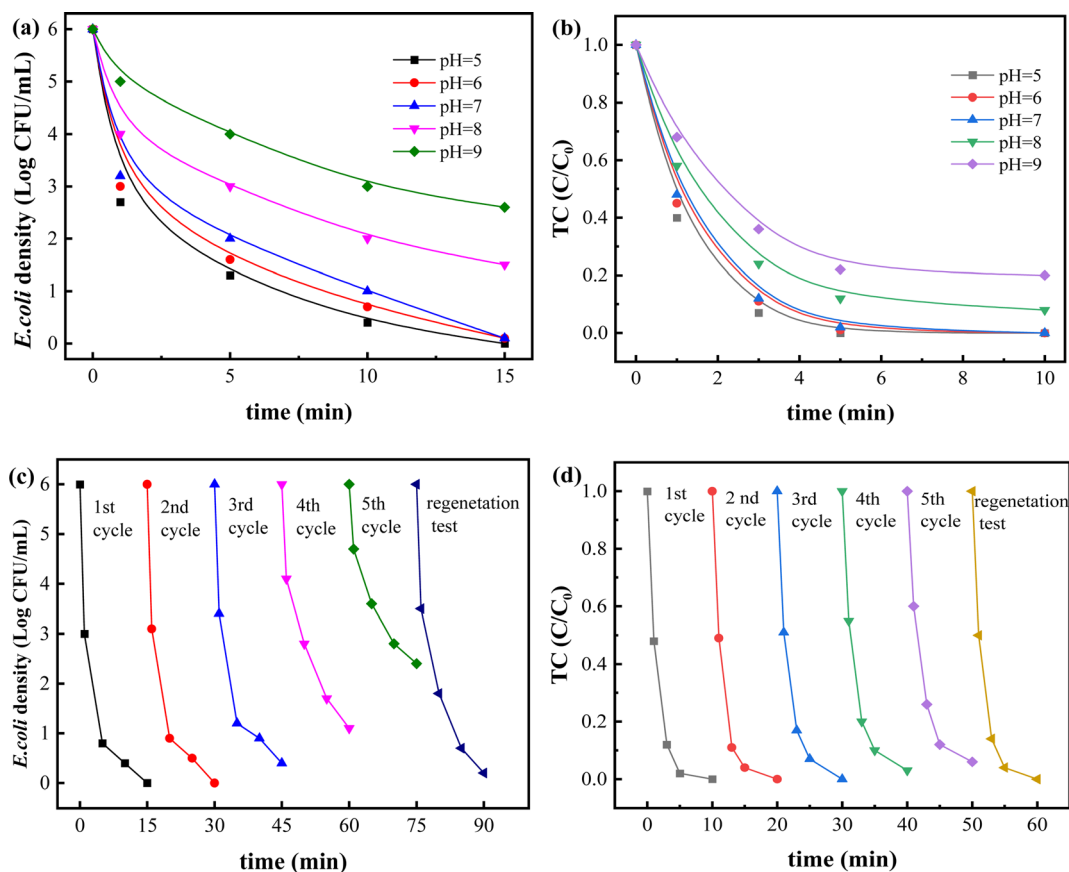 (a)
E.coli density (Log CFU/mL)
6
5
4
3
2
1
0
pH=5
pH=6
pH=7
pH=8
pH=9
0 5 10 15
time (min)
(b)
TC (C/C0)
1.0
0.8
0.6
0.4
0.2
0.0
pH=5
pH=6
pH=7
pH=8
pH=9
0 2 4 6 8 10
time (min)
(c)
E.coli density (Log CFU/mL)
6
5
4
3
2
1
0
1st
cycle
2nd
cycle
3rd
cycle
4th
cycle
5th
cycle
regenetation
test
0 15 30 45 60 75 90
time (min)
(d)
TC (C/C0)
1.0
0.8
0.6
0.4
0.2
0.0
1st
cycle
2 nd
cycle
3rd
cycle
4th
cycle
5th
cycle
regenetation
test
0 10 20 30 40 50 60
time (min)